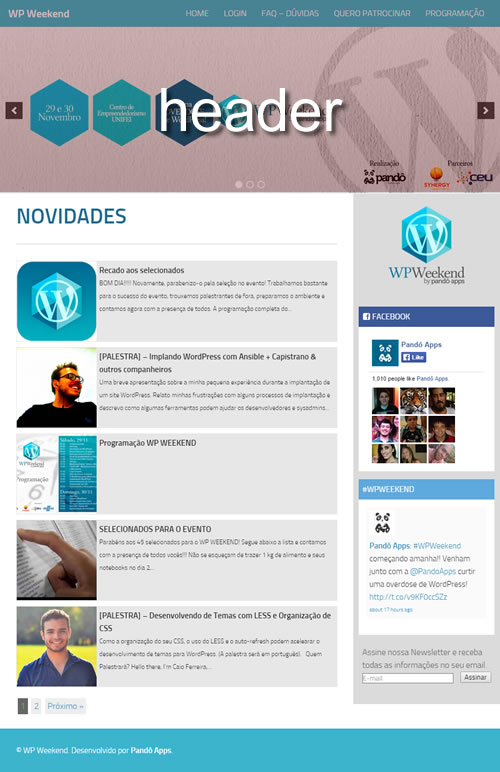 WP Weekend
HOME LOGIN FAQ – DÚVIDAS QUERO PATROCINAR PROGRAMAÇÃO
29 e 30
Novembro
Centro de
Empreendedorismo
UNIFEI
header
WPWeekend
Realização
Parceiros
pandô
SYNERGY
ceu
NOVIDADES
Recado aos selecionados
BOM DIA!!!!! Novamente, parabenizo-o pela seleção no evento! Trabalhamos bastante
para o sucesso do evento, trouxemos palestrantes de fora, preparamos o ambiente e
contamos agora com a presença de todos. A programação completa do...
[PALESTRA] – Implando WordPress com Ansible + Capistrano &
outros companheiros
Uma breve apresentação sobre a minha pequena experiência durante a implantação de
um site WordPress. Relato minhas frustrações com alguns processos de implantação e
descrevo como algumas ferramentas podem ajudar os desenvolvedores e sysadmins...
Programação WP WEEKEND
WPWeekend
Programação
SELECIONADOS PARA O EVENTO
Parabéns aos 45 selecionados para o WP WEEKEND! Segue abaixo a lista e contamos
com a presença de todos vocês!!! Não se esqueçam de trazer 1 kg de alimento e seus
notebooks no dia 2...
[PALESTRA] – Desenvolvendo de Temas com LESS e Organização de
CSS
Como a organização do seu CSS, o uso do LESS e o auto-refresh podem acelerar o
desenvolvimento de temas para WordPress. (A palestra será em português). Quem
Palestrará? Hello there, I'm Caio Ferreira,...
1 2 Próximo »
WPWeekend
by pandô apps
FACEBOOK
Pandô Apps
Like
1,010 people like Pandô Apps.
#WPWEEKEND
Pandô Apps: #WPWeekend
começando amanhã!! Venham
junto com a @PandoApps curtir
uma overdose de WordPress!
http://t.co/v9KF0ccSZz
about 17 hours ago
Assine nossa Newsletter e receba
todas as informações no seu email.
E-mail
Assinar
© WP Weekend. Desenvolvido por Pandô Apps.